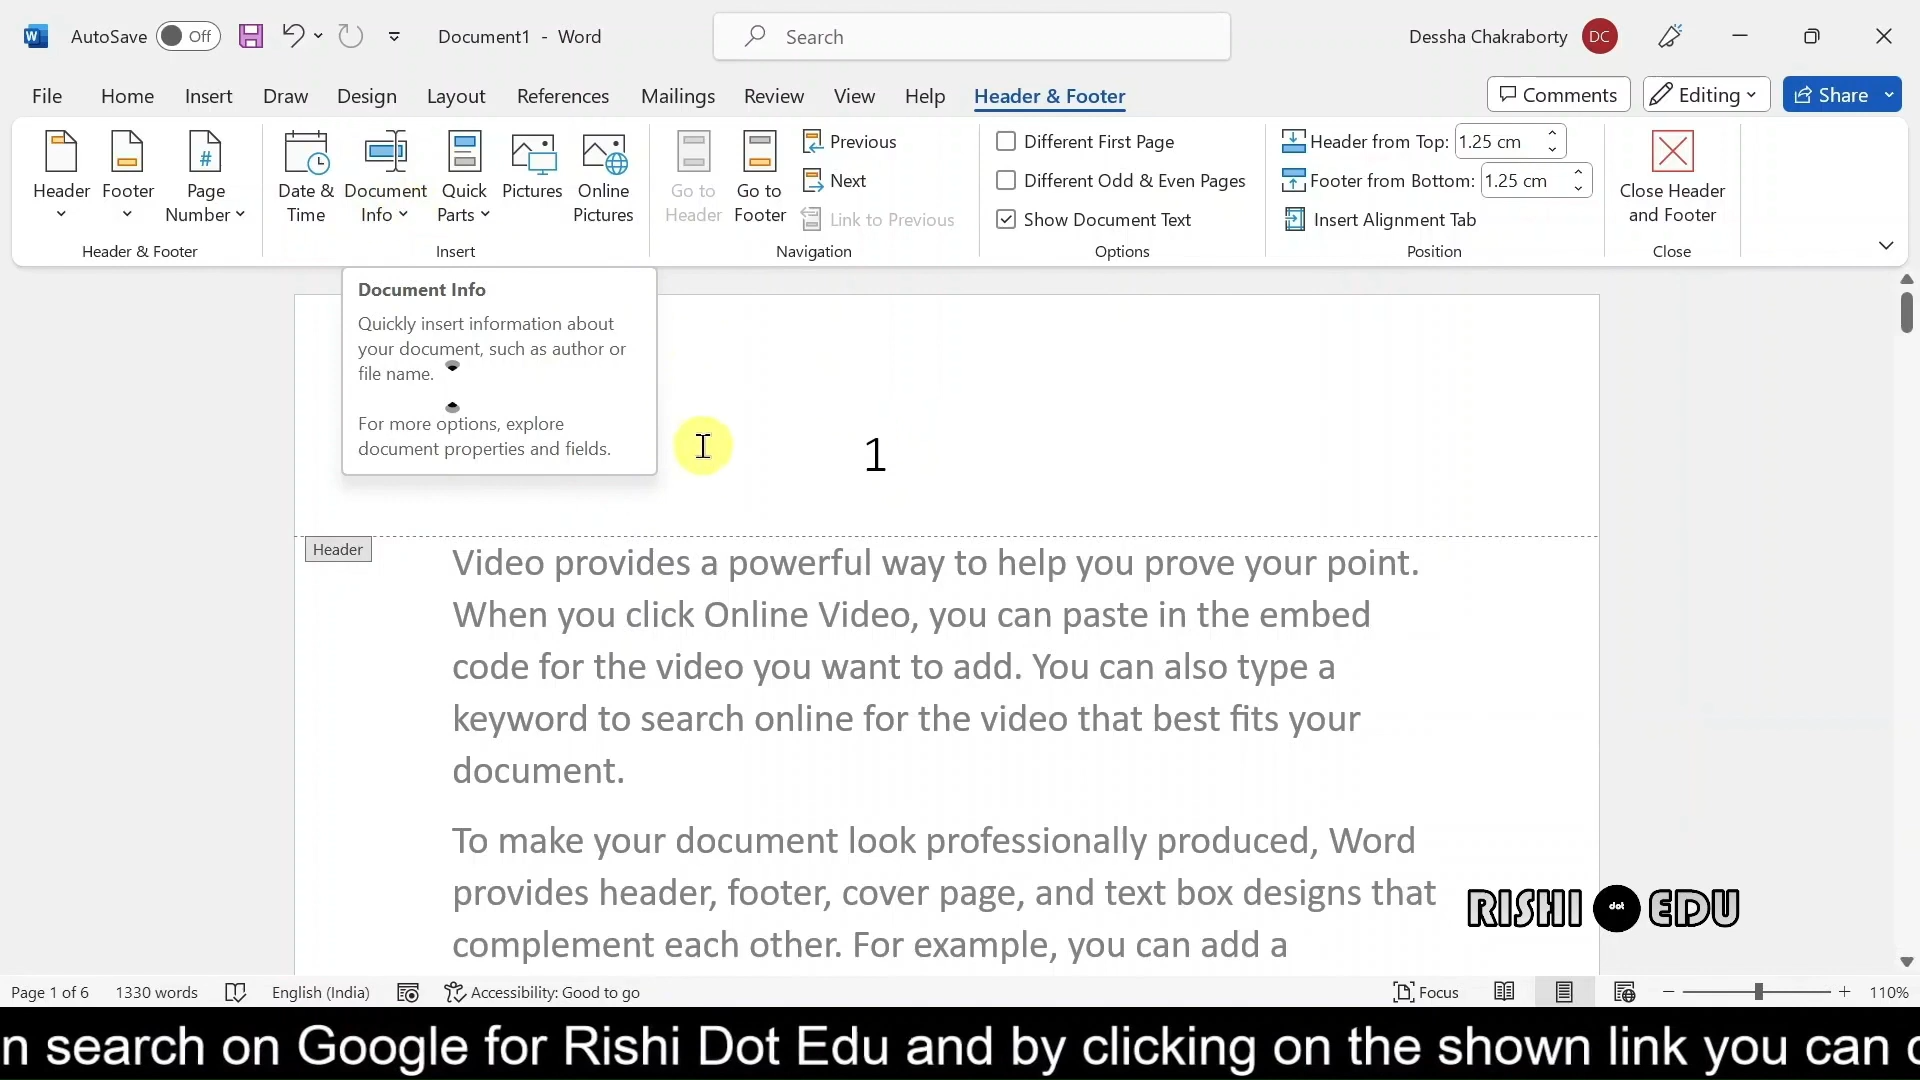 AutoSave Off Document1 - Word Search Dessha Chakraborty DC
File Home Insert Draw Design Layout References Mailings Review View Help Header & Footer Comments Editing Share
Header Footer Page Number
Header & Footer
Date & Time Document Info Quick Parts Pictures Online Pictures
Insert
Go to Header Go to Footer Previous
Next
Link to Previous
Navigation
Different First Page
Different Odd & Even Pages
Show Document Text
Options
Header from Top: 1.25 cm
Footer from Bottom: 1.25 cm
Insert Alignment Tab
Position
Close Header and Footer
Close
Document Info
Quickly insert information about
your document, such as author or
file name.
For more options, explore
document properties and fields.
1
Header
Video provides a powerful way to help you prove your point.
When you click Online Video, you can paste in the embed
code for the video you want to add. You can also type a
keyword to search online for the video that best fits your
document.
To make your document look professionally produced, Word
provides header, footer, cover page, and text box designs that
complement each other. For example, you can add a
RISHI dot EDU
Page 1 of 6 1330 words English (India) Accessibility: Good to go Focus 110%
n search on Google for Rishi Dot Edu and by clicking on the shown link you can